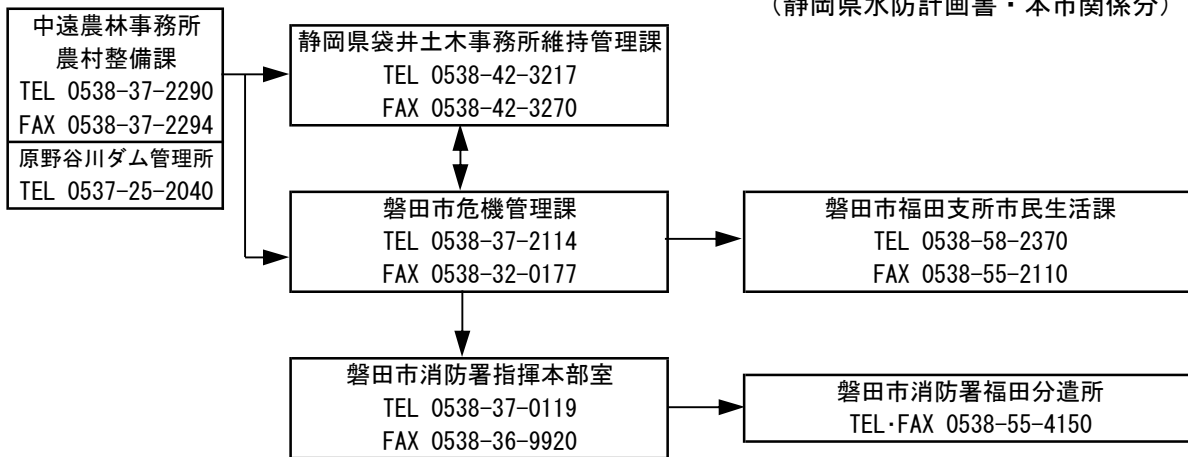 （静岡県水防計画書・本市関係分）
中遠農林事務所
農村整備課
TEL 0538-37-2290
FAX 0538-37-2294
原野谷川ダム管理所
TEL 0537-25-2040
静岡県袋井土木事務所維持管理課
TEL 0538-42-3217
FAX 0538-42-3270
磐田市危機管理課
TEL 0538-37-2114
FAX 0538-32-0177
磐田市福田支所市民生活課
TEL 0538-58-2370
FAX 0538-55-2110
磐田市消防署指揮本部室
TEL 0538-37-0119
FAX 0538-36-9920
磐田市消防署福田分遣所
TEL･FAX 0538-55-4150